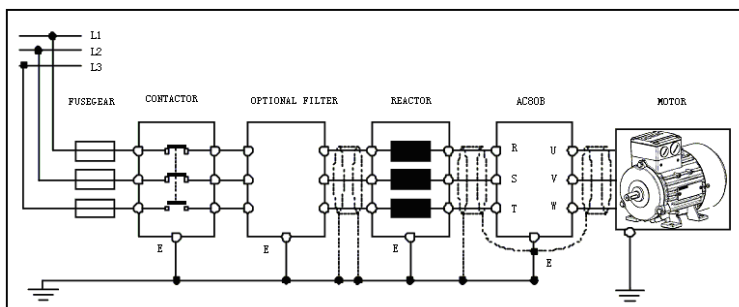 L1
L2
L3
FUSEGEAR CONTACTOR OPTIONAL FILTER REACTOR AC80B MOTOR
R U
S V
T W
E E E E